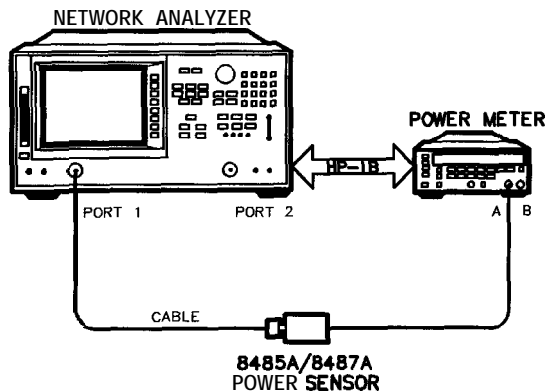 NETWORK ANALYZER
POWER METER
HP-IB
PORT 1
PORT 2
A B
CABLE
8485A/8487A
POWER SENSOR